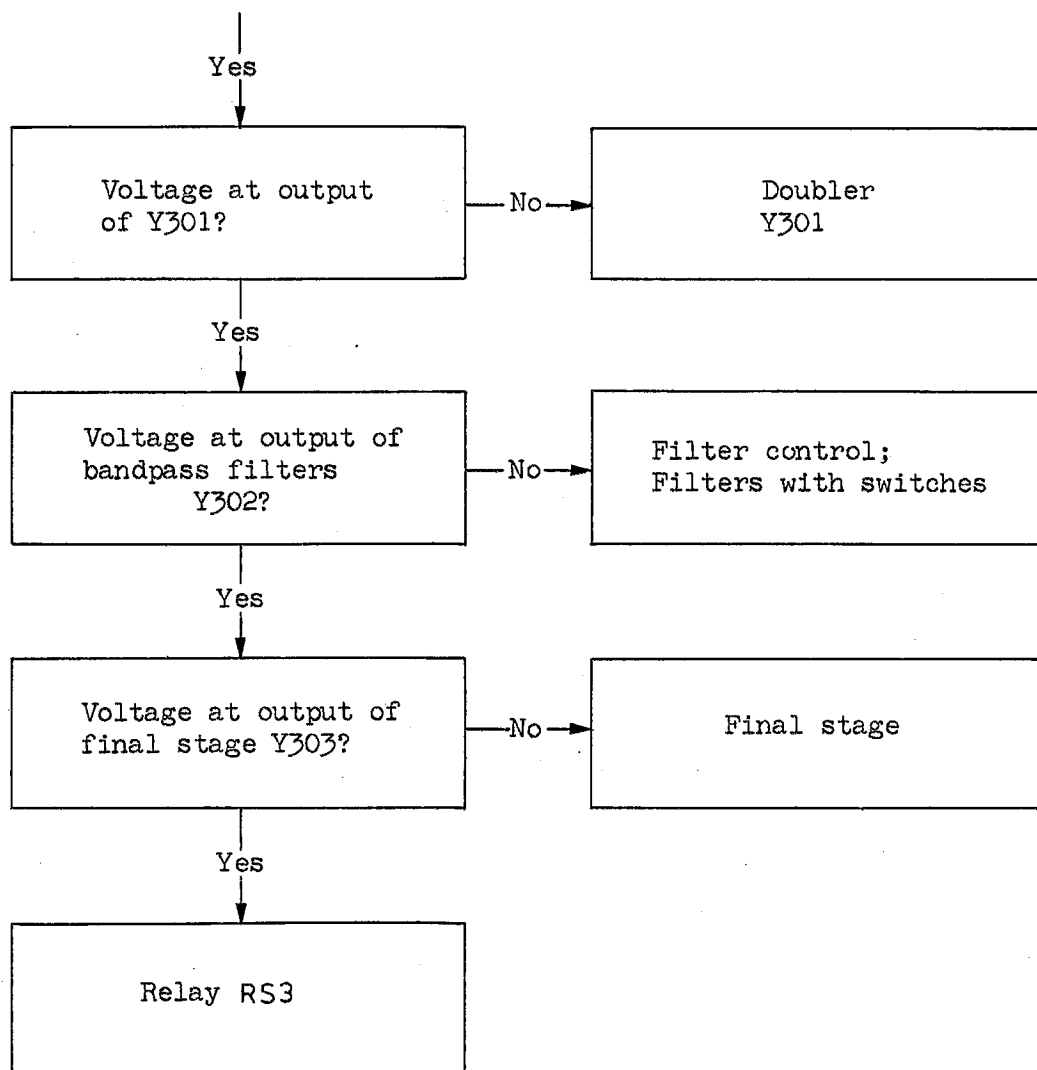 Yes
Voltage at output
of Y301?
No
Doubler
Y301
Yes
Voltage at output of
bandpass filters
Y302?
No
Filter control;
Filters with switches
Yes
Voltage at output of
final stage Y303?
No
Final stage
Yes
Relay RS3